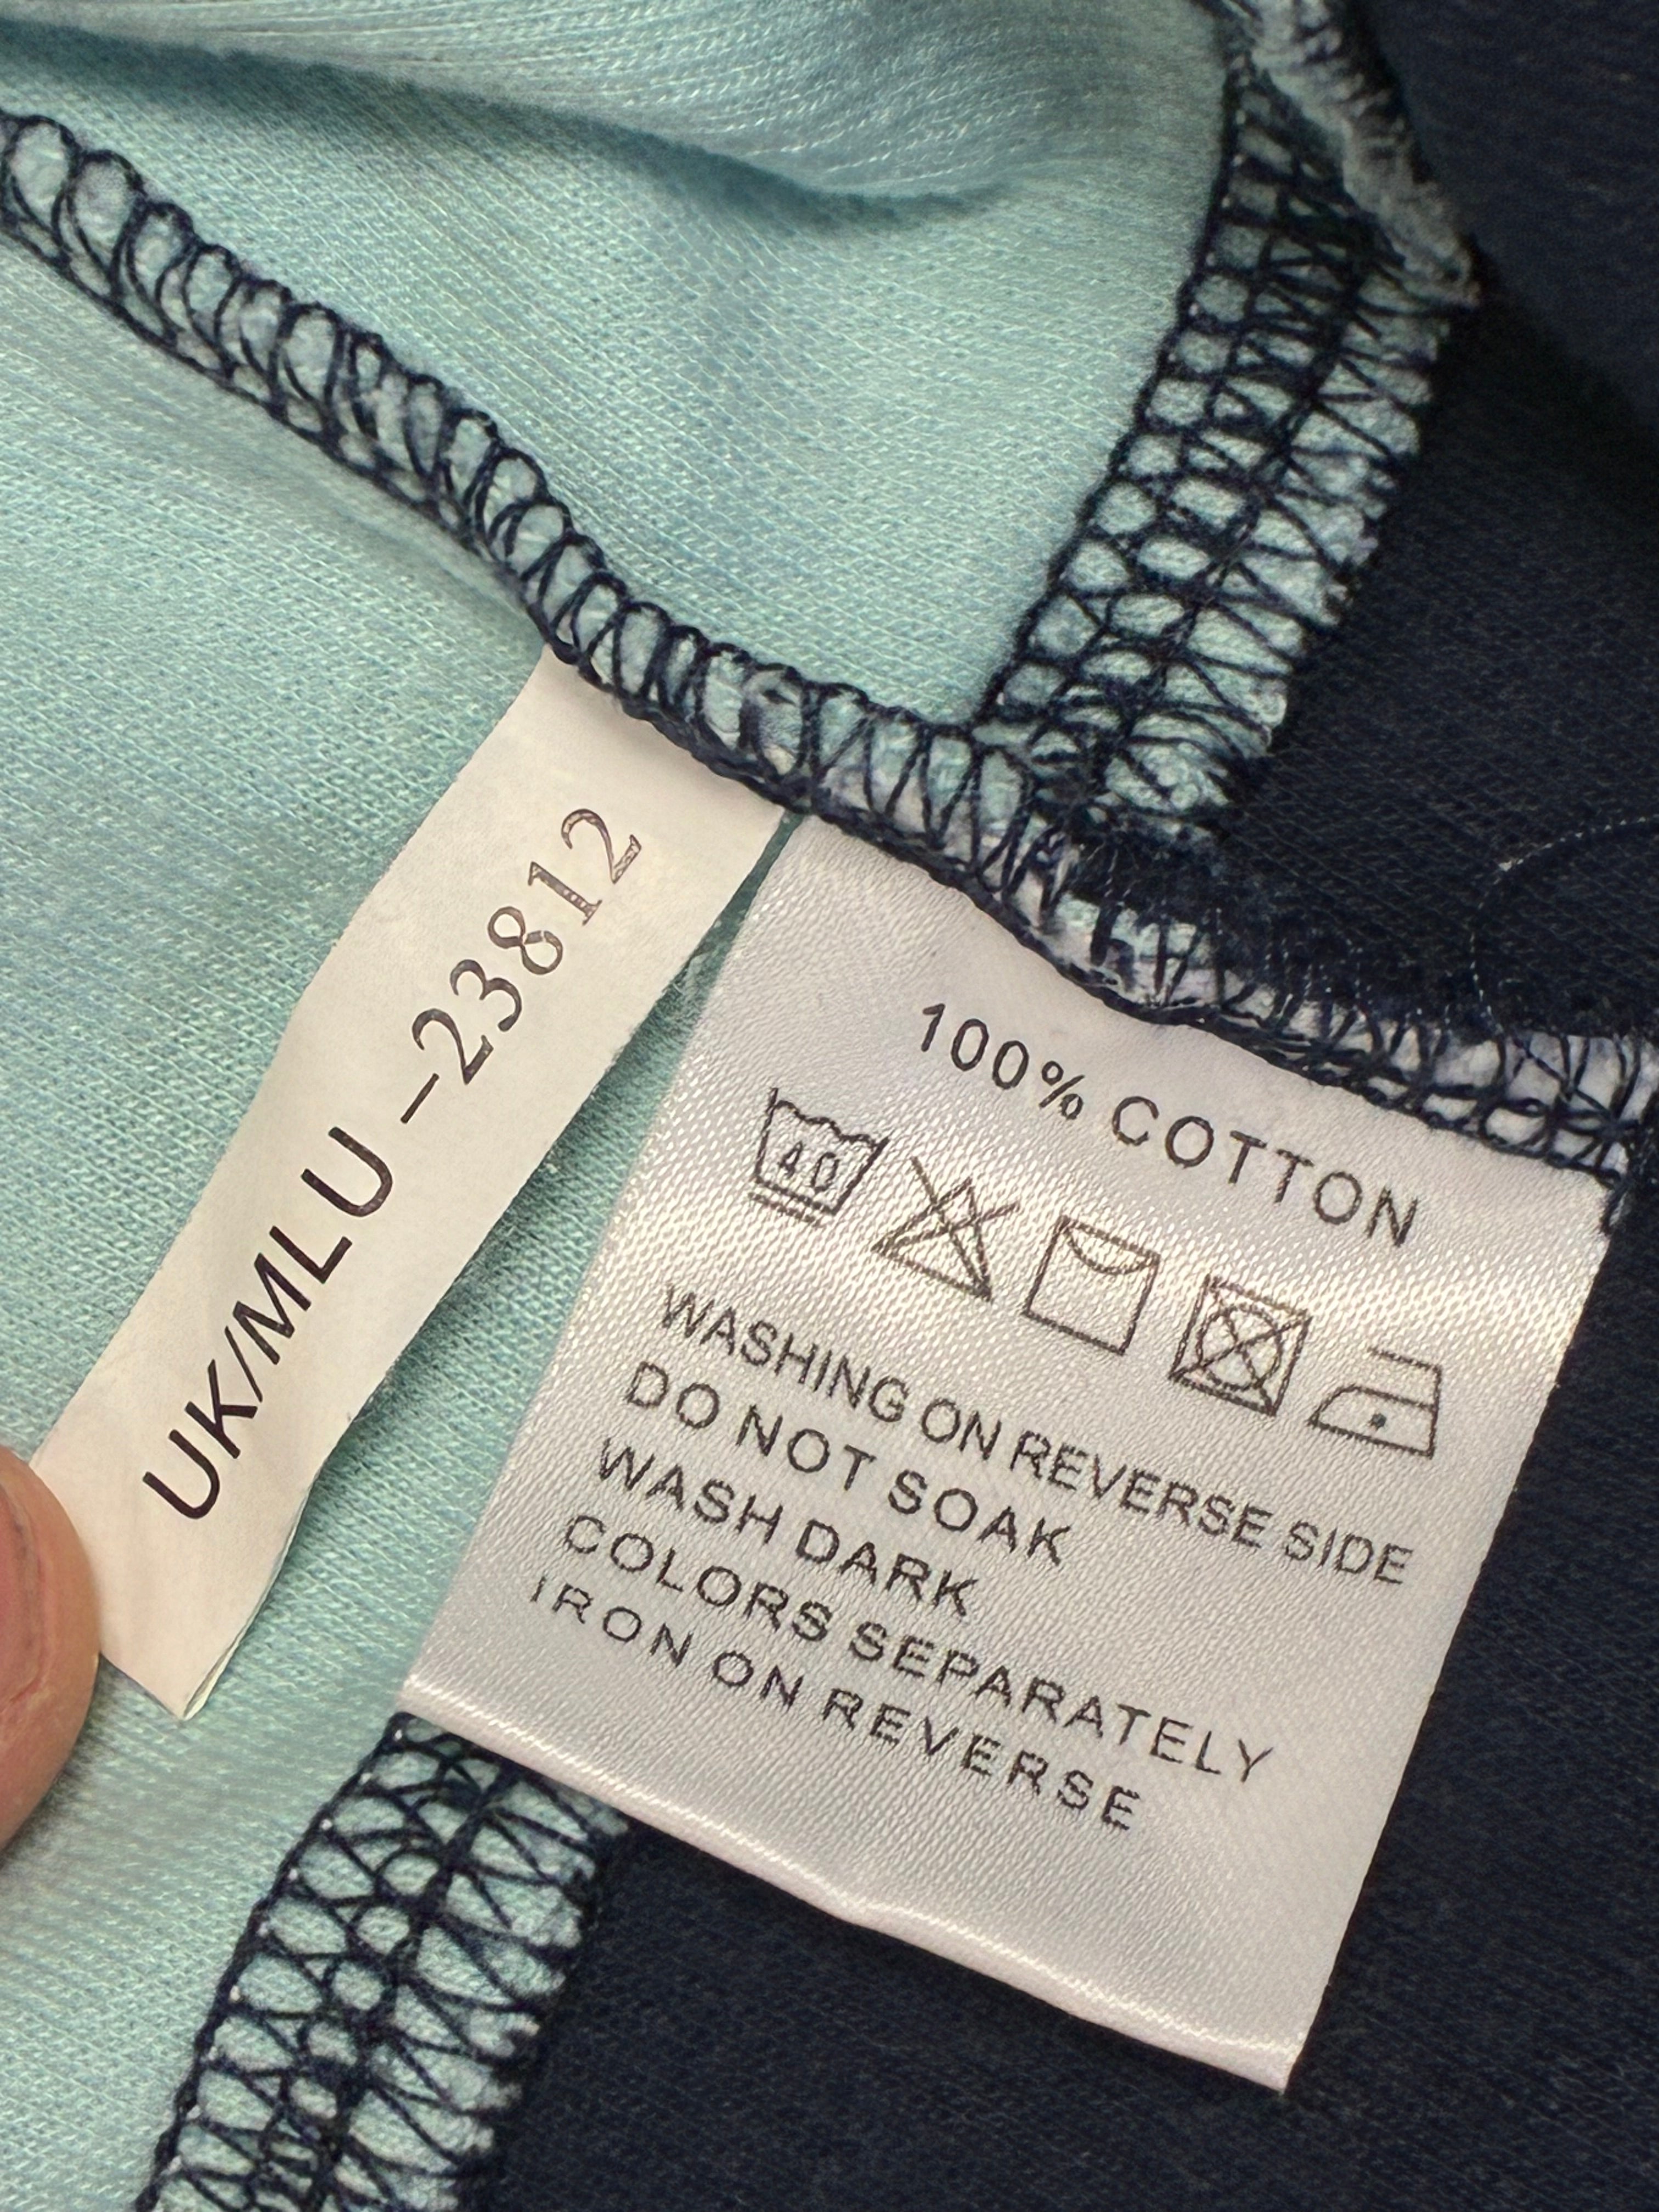 UK/MLU -23812
100% COTTON
40
WASHING ON REVERSE SIDE
DO NOT SOAK
WASH DARK
COLORS SEPARATELY
IRON ON REVERSE